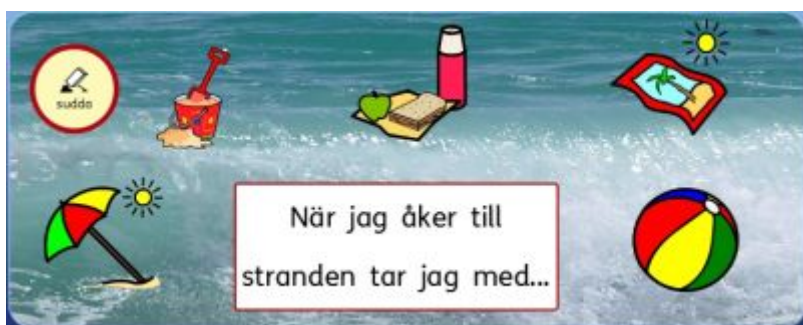 sudda
När jag åker till
stranden tar jag med...